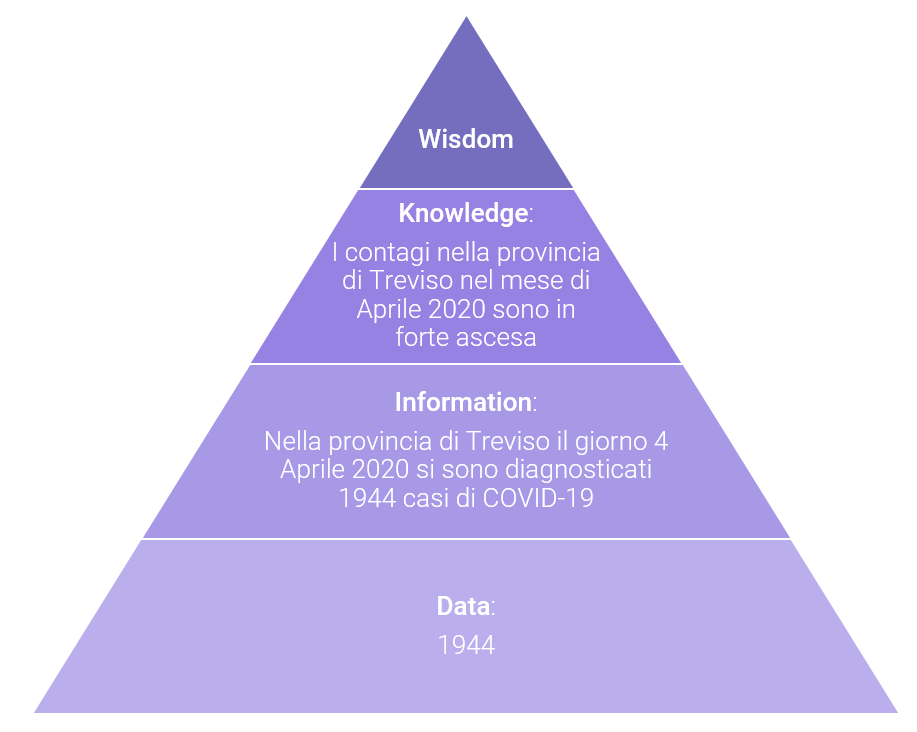 Wisdom
Knowledge:
I contagi nella provincia
di Treviso nel mese di
Aprile 2020 sono in
forte ascesa
Information:
Nella provincia di Treviso il giorno 4
Aprile 2020 si sono diagnosticati
1944 casi di COVID-19
Data:
1944